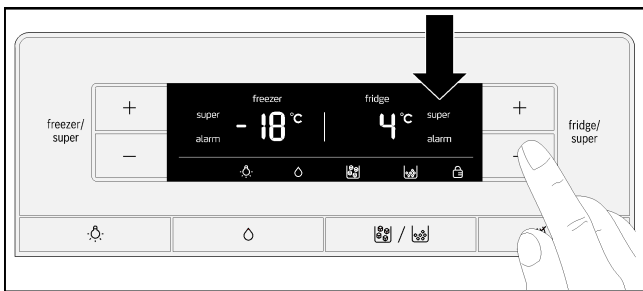 freezer fridge
super -18 °C 4 °C super
alarm alarm
freezer/
super
+
–
+
fridge/
super
/